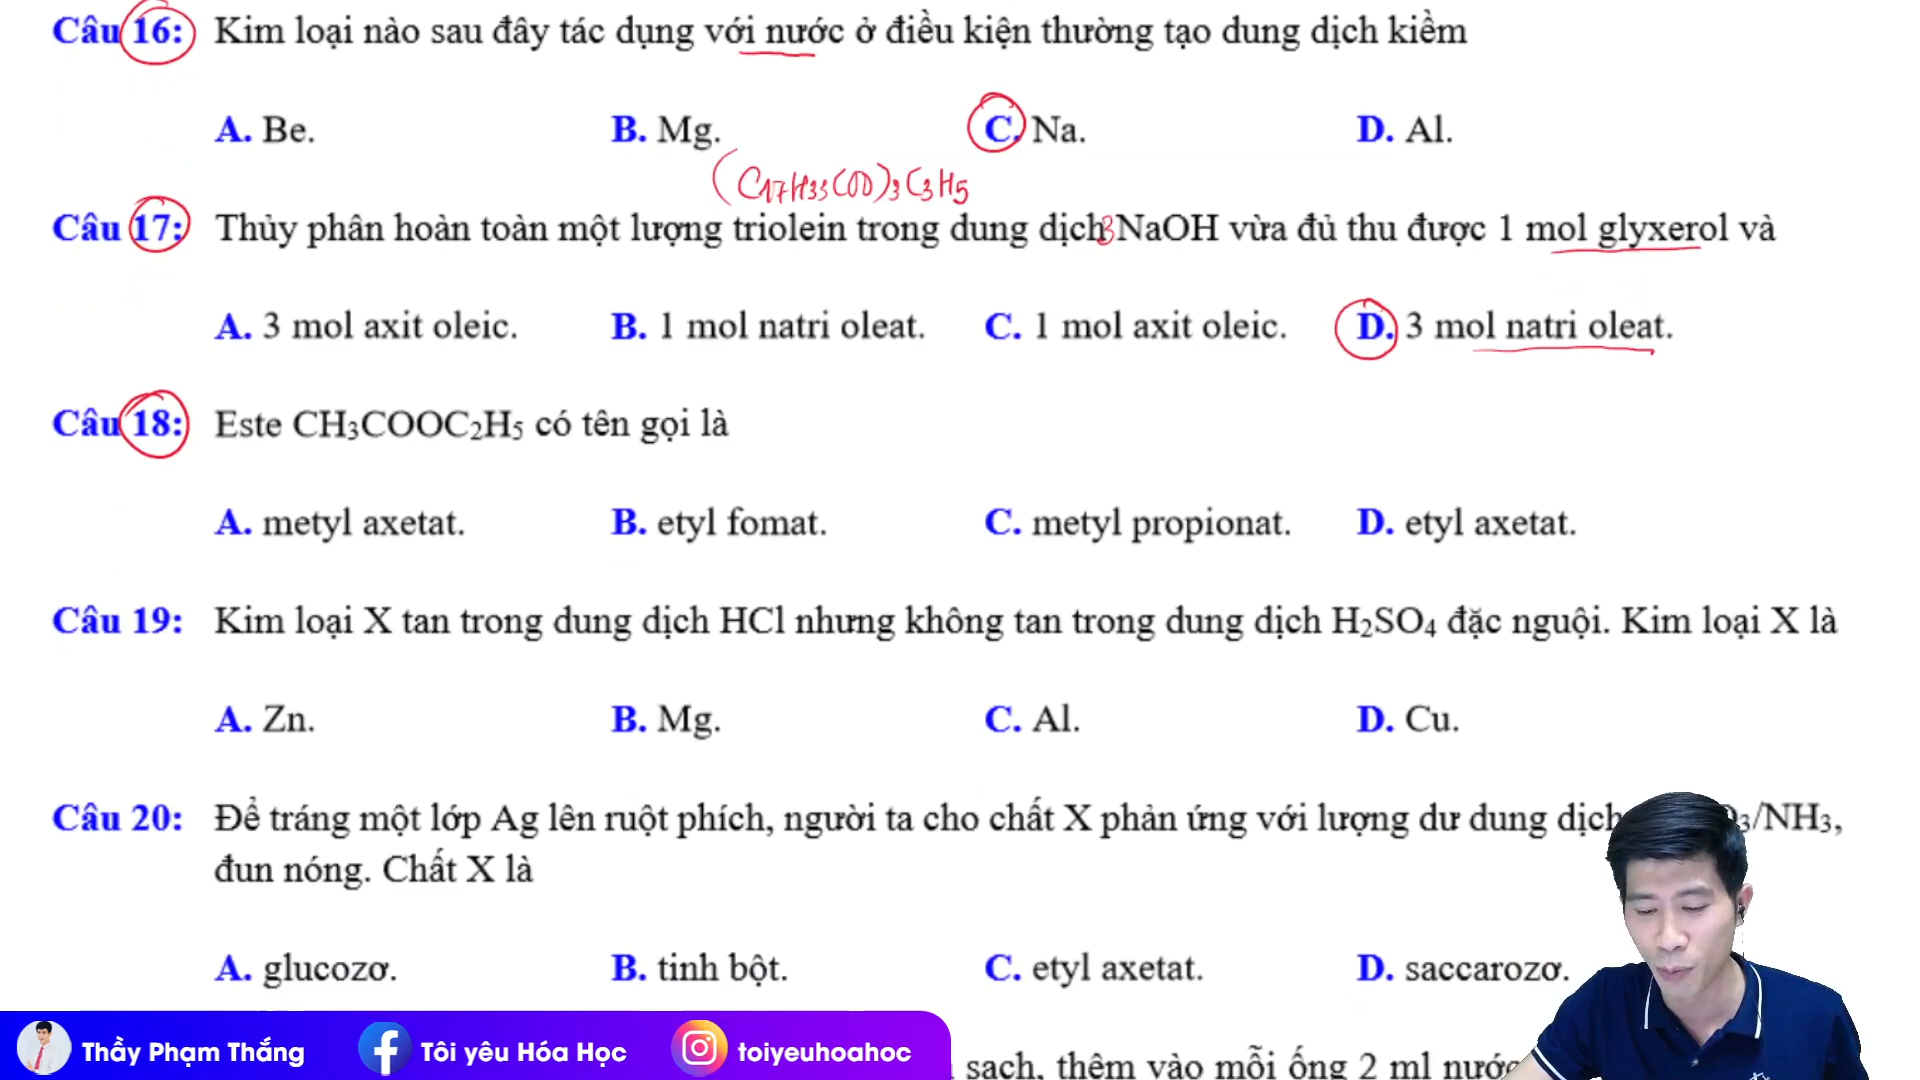 Câu 16: Kim loại nào sau đây tác dụng với nước ở điều kiện thường tạo dung dịch kiềm
A. Be. B. Mg. C. Na. D. Al.
(C17H33COO)3C3H5
Câu 17: Thủy phân hoàn toàn một lượng triolein trong dung dịch 3 NaOH vừa đủ thu được 1 mol glyxerol và
A. 3 mol axit oleic. B. 1 mol natri oleat. C. 1 mol axit oleic. D. 3 mol natri oleat.
Câu 18: Este CH₃COOC₂H₅ có tên gọi là
A. metyl axetat. B. etyl fomat. C. metyl propionat. D. etyl axetat.
Câu 19: Kim loại X tan trong dung dịch HCl nhưng không tan trong dung dịch H₂SO₄ đặc nguội. Kim loại X là
A. Zn. B. Mg. C. Al. D. Cu.
Câu 20: Để tráng một lớp Ag lên ruột phích, người ta cho chất X phản ứng với lượng dư dung dịch ₃/NH₃,
đun nóng. Chất X là
A. glucozơ. B. tinh bột. C. etyl axetat. D. saccarozơ.
Thầy Phạm Thắng Tôi yêu Hóa Học toiyeuhoahoc
sạch, thêm vào mỗi ống 2 ml nước